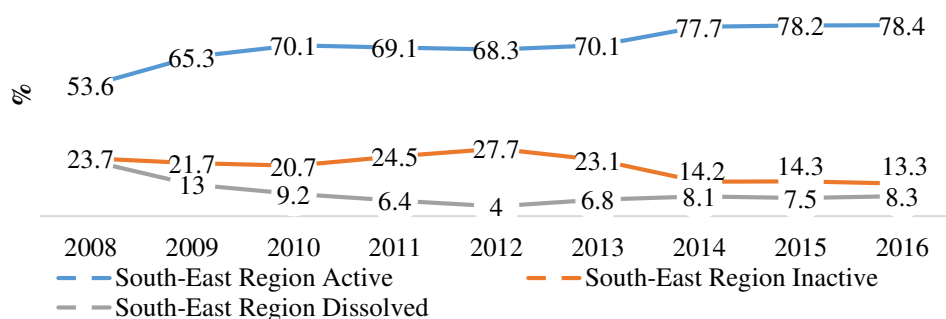 77.7 78.2 78.4
65.3 70.1 69.1 68.3 70.1
53.6
%
23.7 21.7 20.7 24.5 27.7 23.1 14.2 14.3 13.3
13 9.2 6.4 4 6.8 8.1 7.5 8.3
2008 2009 2010 2011 2012 2013 2014 2015 2016
South-East Region Active South-East Region Inactive
South-East Region Dissolved